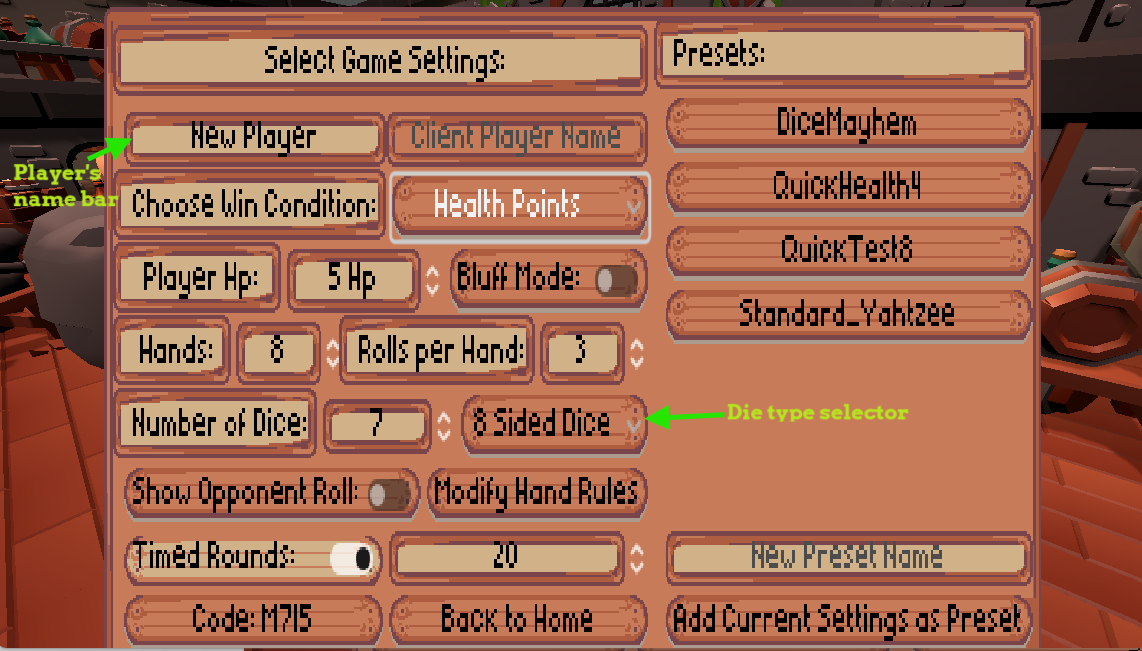 Select Game Settings:
Presets:
New Player
Client Player Name
DiceMayhem
Player's
name bar
Choose Win Condition:
Health Points
QuickHealth4
Player Hp:
5 Hp
Bluff Mode:
QuickTest8
Hands:
8
Rolls per Hand:
3
Standard_Yahtzee
Number of Dice:
7
8 Sided Dice
Die type selector
Show Opponent Roll:
Modify Hand Rules
Timed Rounds:
20
New Preset Name
Code: M7I5
Back to Home
Add Current Settings as Preset